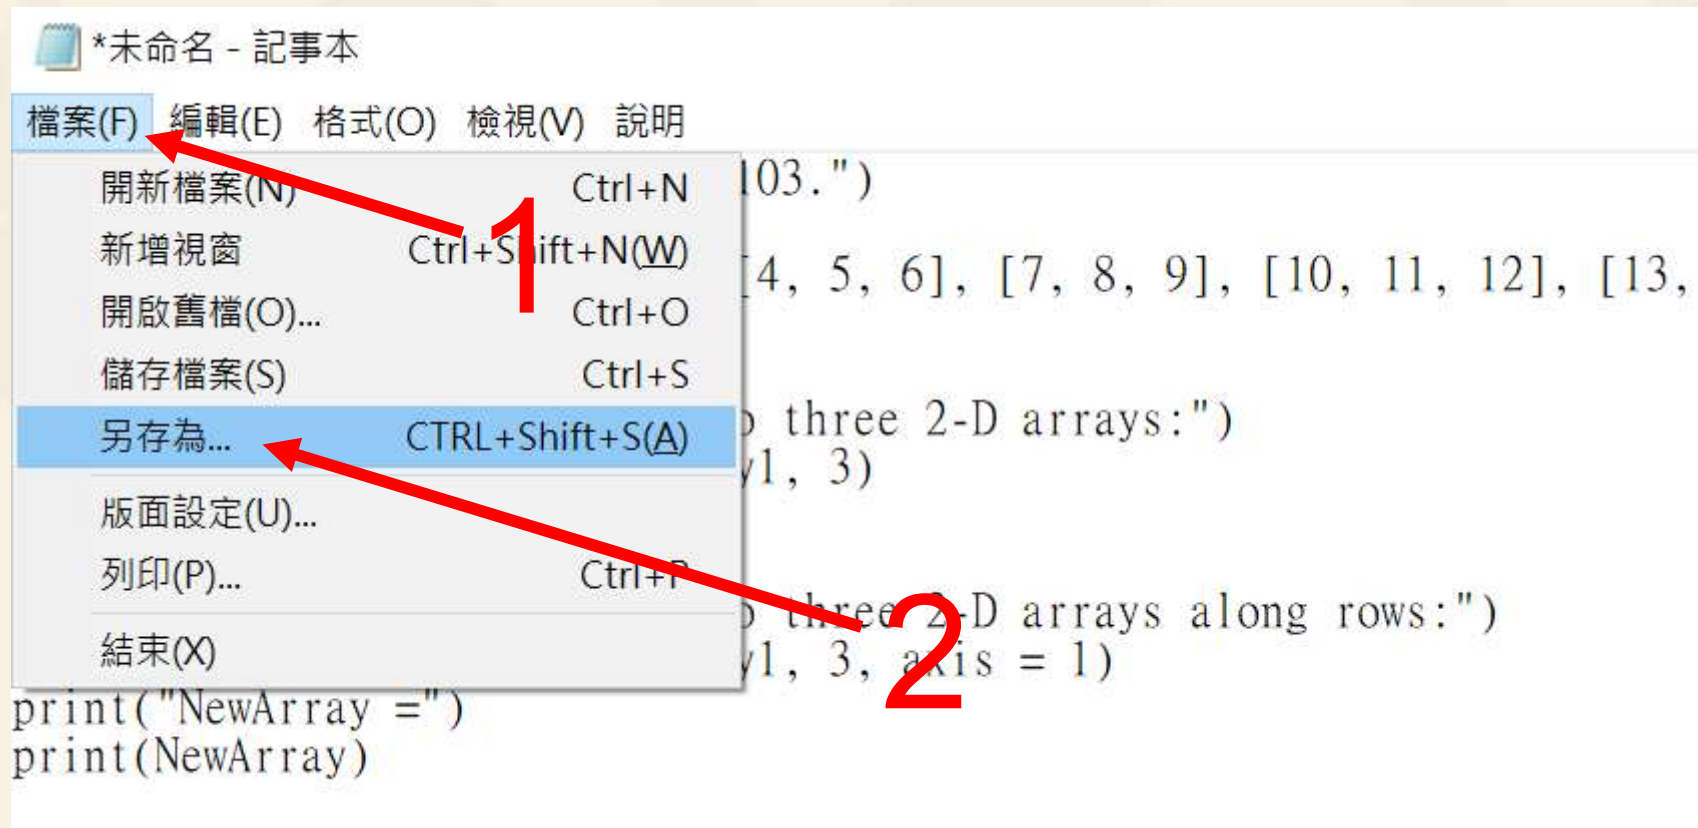 *未命名 - 記事本
檔案(F) 編輯(E) 格式(O) 檢視(V) 說明
開新檔案(N) Ctrl+N
新增視窗 Ctrl+Shift+N(W)
開啟舊檔(O)... Ctrl+O
儲存檔案(S) Ctrl+S
另存為... CTRL+Shift+S(A)
版面設定(U)...
列印(P)... Ctrl+P
結束(X)
103.")
[4, 5, 6], [7, 8, 9], [10, 11, 12], [13,
o three 2-D arrays:")
y1, 3)
o three 2-D arrays along rows:")
y1, 3, axis = 1)
print("NewArray =")
print(NewArray)
1
2